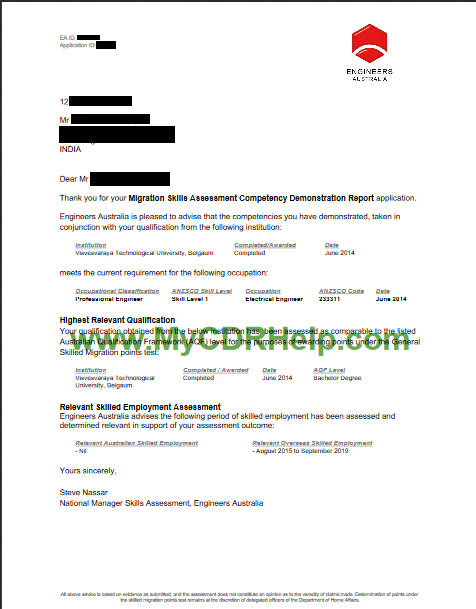 EA ID:
Application ID:
ENGINEERS
AUSTRALIA
12
Mr
INDIA
Dear Mr
Thank you for your Migration Skills Assessment Competency Demonstration Report application.
Engineers Australia is pleased to advise that the competencies you have demonstrated, taken in
conjunction with your qualification from the following institution:
Institution Completed/Awarded Date
Visvesvaraya Technological University, Belgaum Completed June 2014
meets the current requirement for the following occupation:
Occupational Classification ANZSCO Skill Level Occupation ANZSCO Code Date
Professional Engineer Skill Level 1 Electrical Engineer 233311 June 2014
Highest Relevant Qualification
Your qualification obtained from the below institution has been assessed as comparable to the listed
Australian Qualification Framework (AQF) level for the purposes of awarding points under the General
Skilled Migration points test:
www.MyCDRHelp.com
Institution Completed / Awarded Date AQF Level
Visvesvaraya Technological Completed June 2014 Bachelor Degree
University, Belgaum
Relevant Skilled Employment Assessment
Engineers Australia advises the following period of skilled employment has been assessed and
determined relevant in support of your assessment outcome:
Relevant Australian Skilled Employment Relevant Overseas Skilled Employment
- Nil - August 2015 to September 2019
Yours sincerely,
Steve Nassar
National Manager Skills Assessment, Engineers Australia
All above advice is based on evidence as submitted, and the assessment does not constitute an opinion as to the veracity of claims made. Determination of points under
the skilled migration points test remains at the discretion of delegated officers of the Department of Home Affairs.